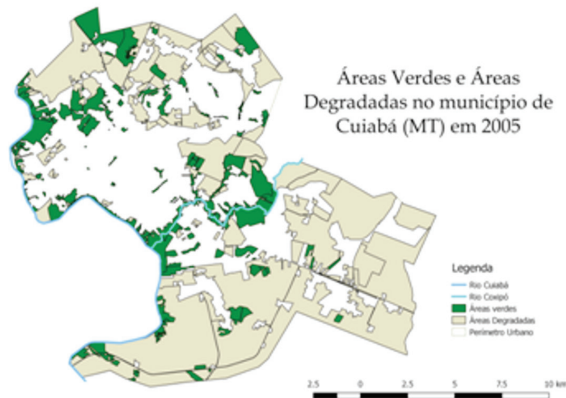 Áreas Verdes e Áreas
Degradadas no município de
Cuiabá (MT) em 2005
Legenda
Rio Cuiabá
Rio Coxipó
Áreas verdes
Áreas Degradadas
Perímetro Urbano
2.5 0 2.5 5 7.5 10 km